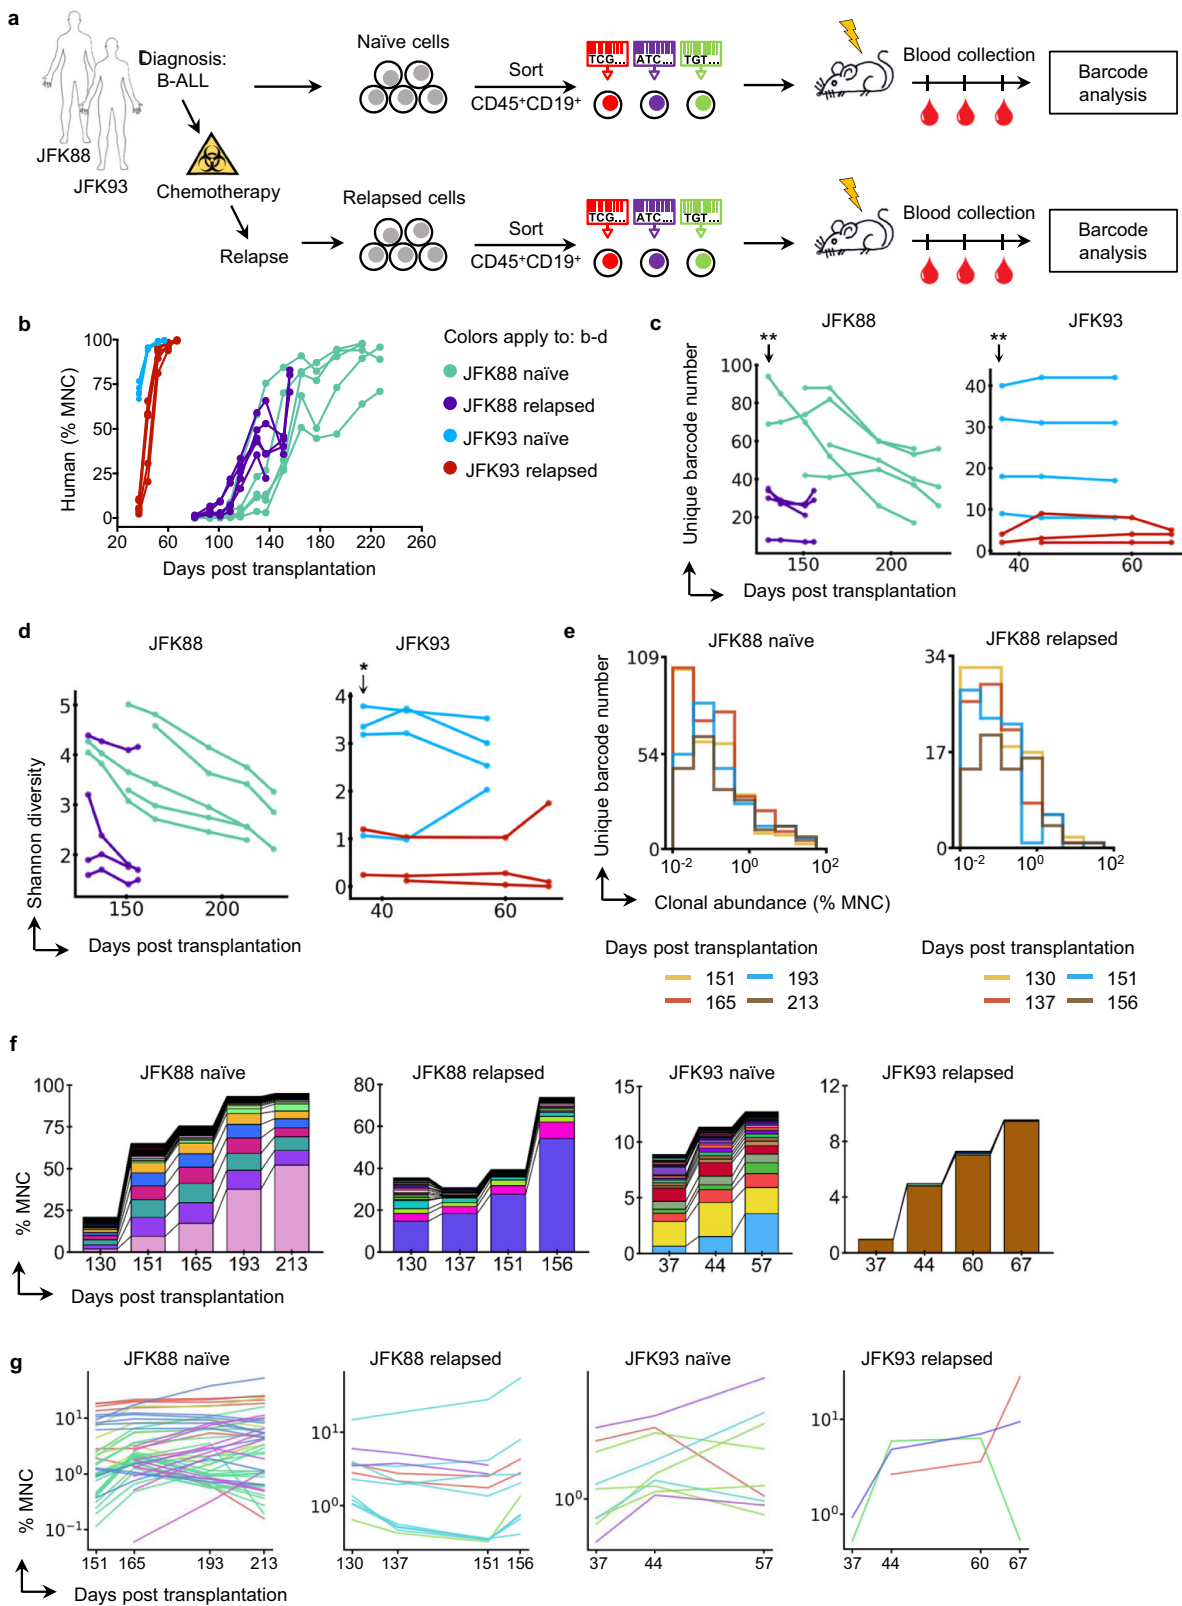 a
Diagnosis:
B-ALL
JFK88
JFK93
Chemotherapy
Relapse
Naïve cells
Sort
CD45+CD19+
TCG...
ATC...
TGT...
Blood collection
Barcode
analysis
Relapsed cells
Sort
CD45+CD19+
TCG...
ATC...
TGT...
Blood collection
Barcode
analysis
b
Human (% MNC)
100
75
50
25
0
20 60 100 140 180 220 260
Days post transplantation
Colors apply to: b-d
JFK88 naïve
JFK88 relapsed
JFK93 naïve
JFK93 relapsed
c
JFK88
**
Unique barcode number
100
80
60
40
20
150 200
JFK93
**
40
30
20
10
0
40 60
Days post transplantation
d
JFK88
Shannon diversity
5
4
3
2
150 200
JFK93
*
4
3
2
1
0
40 60
Days post transplantation
e
JFK88 naïve
Unique barcode number
109
54
0
10-2 100 102
JFK88 relapsed
34
17
0
10-2 100 102
Clonal abundance (% MNC)
Days post transplantation
151 193
165 213
Days post transplantation
130 151
137 156
f
JFK88 naïve
% MNC
100
75
50
25
0
130 151 165 193 213
JFK88 relapsed
80
60
40
20
0
130 137 151 156
JFK93 naïve
15
10
5
0
37 44 57
JFK93 relapsed
12
8
4
0
37 44 60 67
Days post transplantation
g
JFK88 naïve
% MNC
101
100
10−1
151 165 193 213
JFK88 relapsed
101
100
130 137 151 156
JFK93 naïve
100
37 44 57
JFK93 relapsed
101
100
37 44 60 67
Days post transplantation